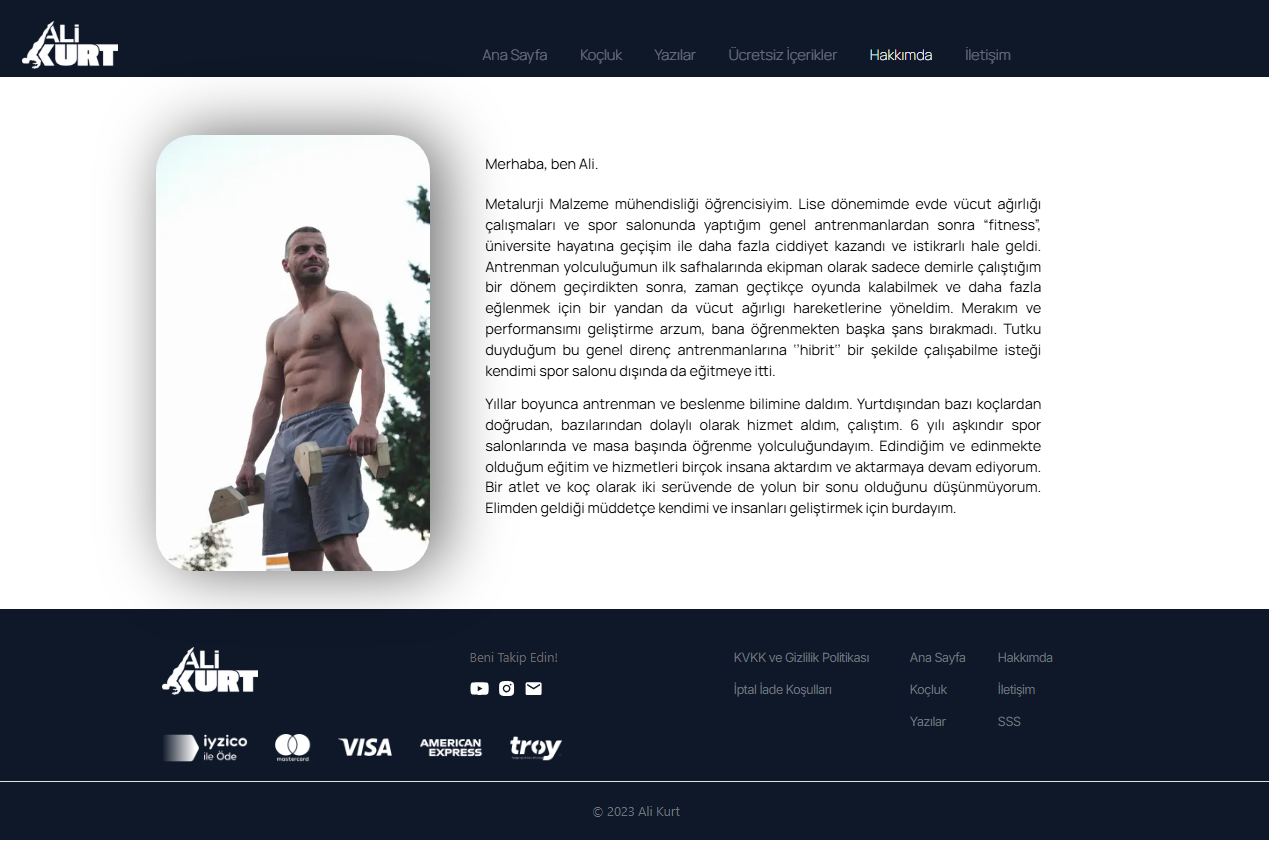 ALi
KURT
Ana Sayfa Koçluk Yazılar Ücretsiz İçerikler Hakkımda İletişim
Merhaba, ben Ali.
Metalurji Malzeme mühendisliği öğrencisiyim. Lise dönemimde evde vücut ağırlığı
çalışmaları ve spor salonunda yaptığım genel antrenmanlardan sonra “fitness”,
üniversite hayatına geçişim ile daha fazla ciddiyet kazandı ve istikrarlı hale geldi.
Antrenman yolculuğumun ilk safhalarında ekipman olarak sadece demirle çalıştığım
bir dönem geçirdikten sonra, zaman geçtikçe oyunda kalabilmek ve daha fazla
eğlenmek için bir yandan da vücut ağırlıgı hareketlerine yöneldim. Merakım ve
performansımı geliştirme arzum, bana öğrenmekten başka şans bırakmadı. Tutku
duyduğum bu genel direnç antrenmanlarına ‘’hibrit‘’ bir şekilde çalışabilme isteği
kendimi spor salonu dışında da eğitmeye itti.
Yıllar boyunca antrenman ve beslenme bilimine daldım. Yurtdışından bazı koçlardan
doğrudan, bazılarından dolaylı olarak hizmet aldım, çalıştım. 6 yılı aşkındır spor
salonlarında ve masa başında öğrenme yolculuğundayım. Edindiğim ve edinmekte
olduğum eğitim ve hizmetleri birçok insana aktardım ve aktarmaya devam ediyorum.
Bir atlet ve koç olarak iki serüvende de yolun bir sonu olduğunu düşünmüyorum.
Elimden geldiği müddetçe kendimi ve insanları geliştirmek için burdayım.
ALi
KURT
Beni Takip Edin!
KVKK ve Gizlilik Politikası Ana Sayfa Hakkımda
İptal İade Koşulları Koçluk İletişim
Yazılar SSS
iyzico
ile Öde
mastercard
VISA
AMERICAN
EXPRESS
troy
© 2023 Ali Kurt